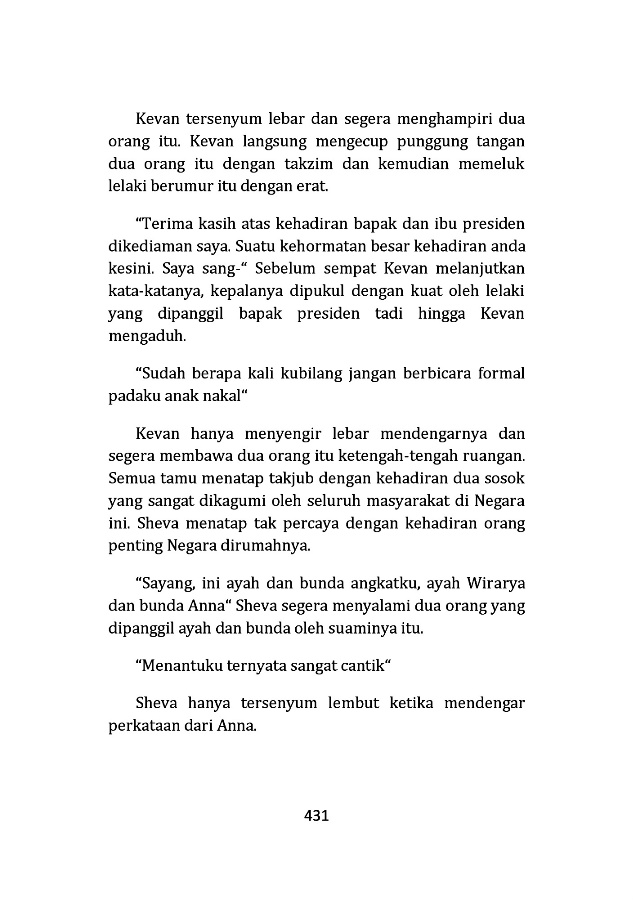 Kevan tersenyum lebar dan segera menghampiri dua
orang itu. Kevan langsung mengecup punggung tangan
dua orang itu dengan takzim dan kemudian memeluk
lelaki berumur itu dengan erat.
“Terima kasih atas kehadiran bapak dan ibu presiden
dikediaman saya. Suatu kehormatan besar kehadiran anda
kesini. Saya sang-“ Sebelum sempat Kevan melanjutkan
kata-katanya, kepalanya dipukul dengan kuat oleh lelaki
yang dipanggil bapak presiden tadi hingga Kevan
mengaduh.
“Sudah berapa kali kubilang jangan berbicara formal
padaku anak nakal“
Kevan hanya menyengir lebar mendengarnya dan
segera membawa dua orang itu ketengah-tengah ruangan.
Semua tamu menatap takjub dengan kehadiran dua sosok
yang sangat dikagumi oleh seluruh masyarakat di Negara
ini. Sheva menatap tak percaya dengan kehadiran orang
penting Negara dirumahnya.
“Sayang, ini ayah dan bunda angkatku, ayah Wirarya
dan bunda Anna“ Sheva segera menyalami dua orang yang
dipanggil ayah dan bunda oleh suaminya itu.
“Menantuku ternyata sangat cantik“
Sheva hanya tersenyum lembut ketika mendengar
perkataan dari Anna.
431